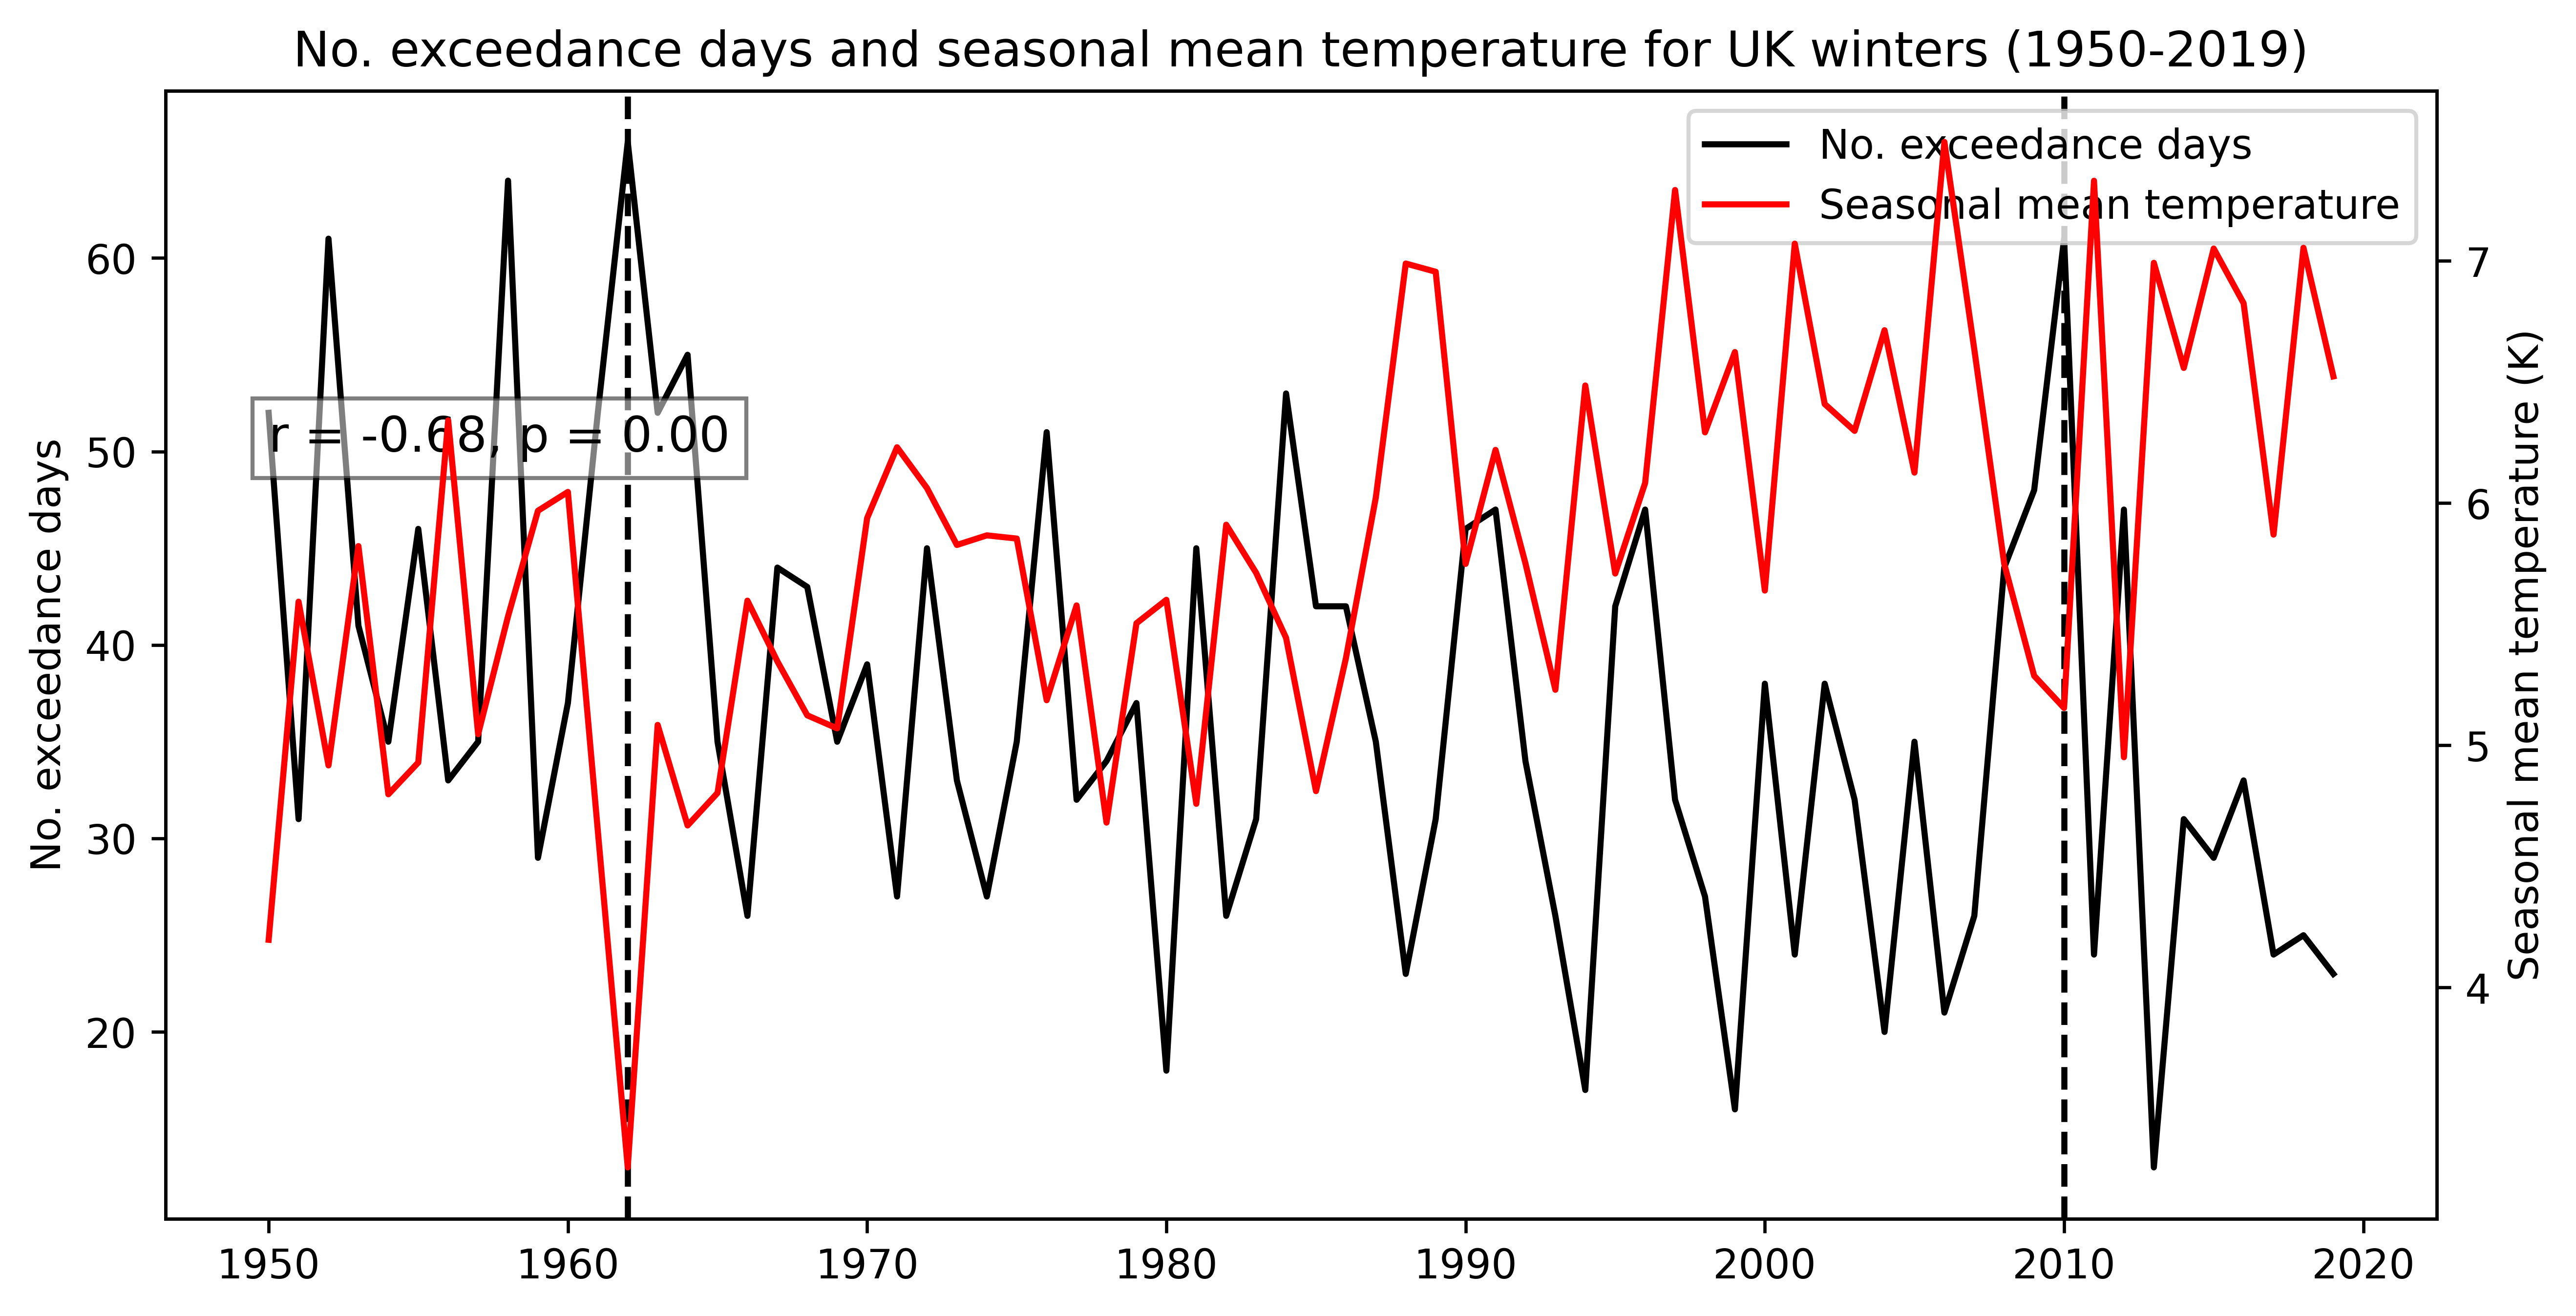 No. exceedance days and seasonal mean temperature for UK winters (1950-2019)
No. exceedance days
Seasonal mean temperature
r = -0.68, p = 0.00
No. exceedance days
60
50
40
30
20
7
6
5
4
Seasonal mean temperature (K)
1950 1960 1970 1980 1990 2000 2010 2020